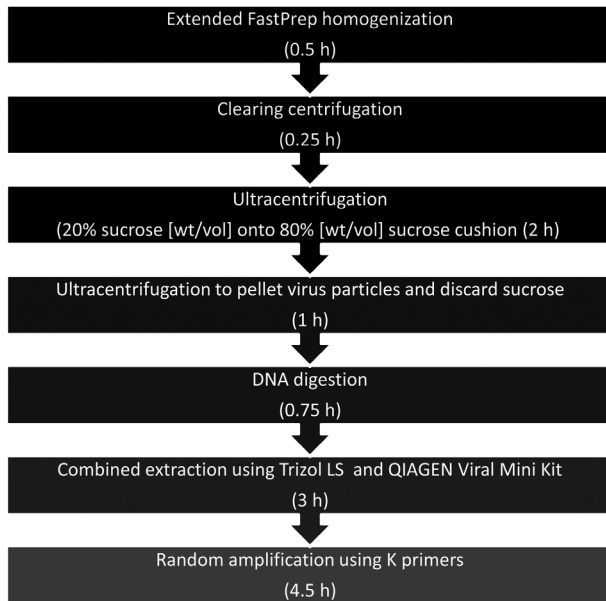 Extended FastPrep homogenization
(0.5 h)
Clearing centrifugation
(0.25 h)
Ultracentrifugation
(20% sucrose [wt/vol] onto 80% [wt/vol] sucrose cushion (2 h)
Ultracentrifugation to pellet virus particles and discard sucrose
(1 h)
DNA digestion
(0.75 h)
Combined extraction using Trizol LS and QIAGEN Viral Mini Kit
(3 h)
Random amplification using K primers
(4.5 h)